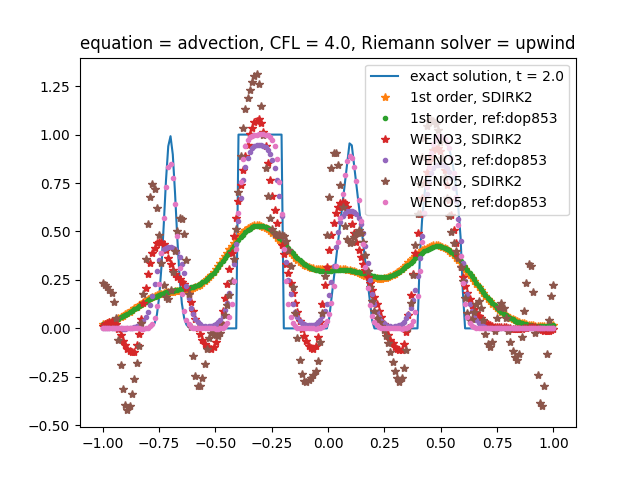 equation = advection, CFL = 4.0, Riemann solver = upwind
exact solution, t = 2.0
1st order, SDIRK2
1st order, ref:dop853
WENO3, SDIRK2
WENO3, ref:dop853
WENO5, SDIRK2
WENO5, ref:dop853
1.25
1.00
0.75
0.50
0.25
0.00
−0.25
−0.50
−1.00 −0.75 −0.50 −0.25 0.00 0.25 0.50 0.75 1.00